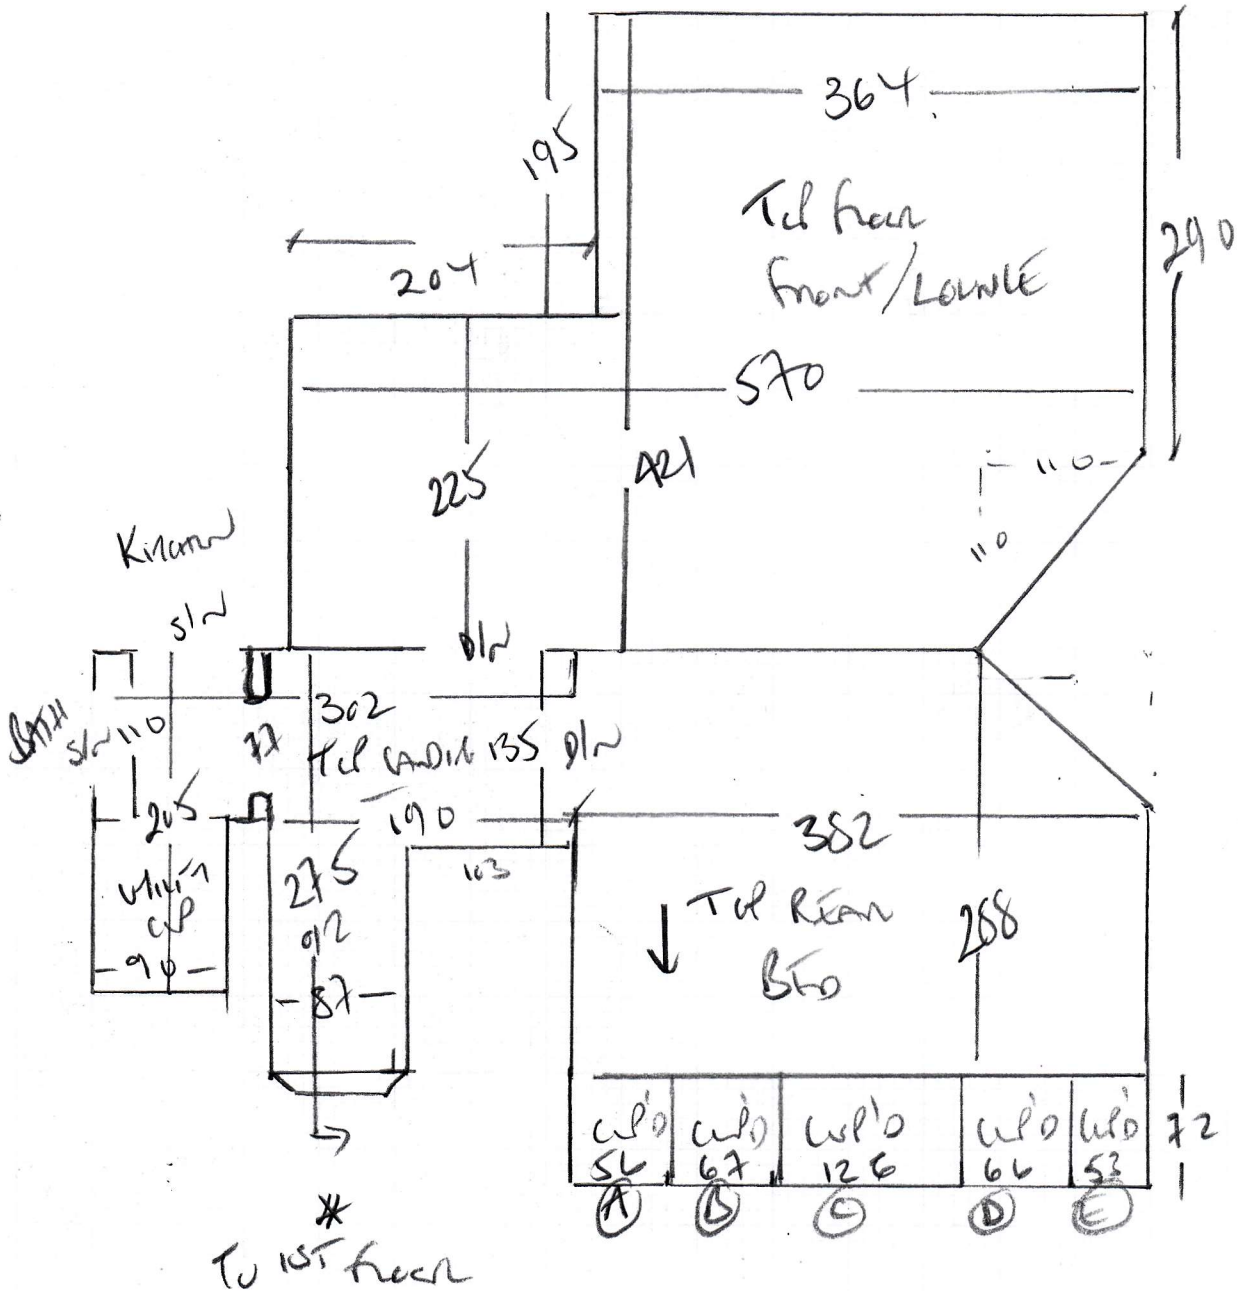 364
195
Top floor
290
204
Front/LOUNGE
570
225
421
110
110
Kitchen
S/N
D/N
BATH
S/N
110
77
302
Top LANDING
135
D/N
205
190
382
275
103
Utility
CUP
92
Top REAR
288
BED
90
87
CUP'D
CUP'D
CUP'D
CUP'D
CUP'D
72
56
67
126
66
53
A
B
C
D
E
*
To 1ST floor